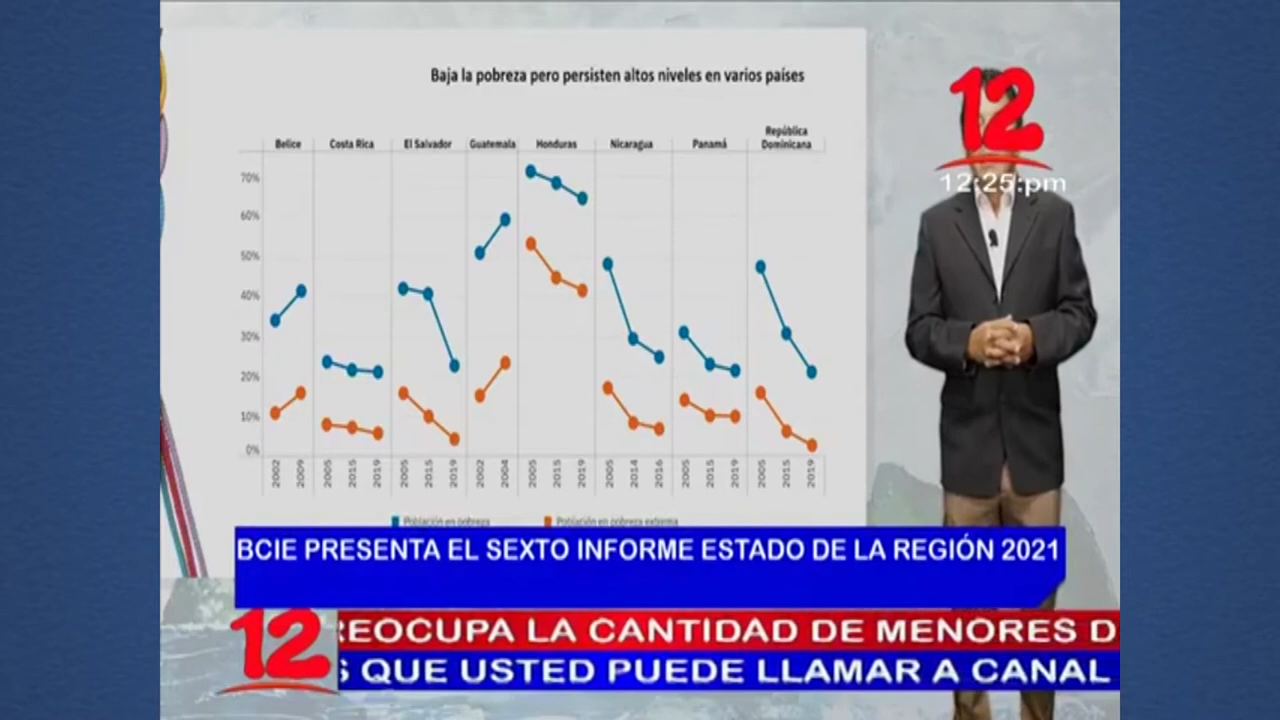 Baja la pobreza pero persisten altos niveles en varios países
Belice Costa Rica El Salvador Guatemala Honduras Nicaragua Panamá República Dominicana
70%
60%
50%
40%
30%
20%
10%
0%
2002 2009 2005 2015 2019 2005 2015 2019 2002 2004 2005 2015 2019 2005 2014 2016 2005 2015 2019 2005 2015 2019
Población en pobreza Población en pobreza extrema
12
12:25:pm
BCIE PRESENTA EL SEXTO INFORME ESTADO DE LA REGIÓN 2021
12
REOCUPA LA CANTIDAD DE MENORES D
S QUE USTED PUEDE LLAMAR A CANAL